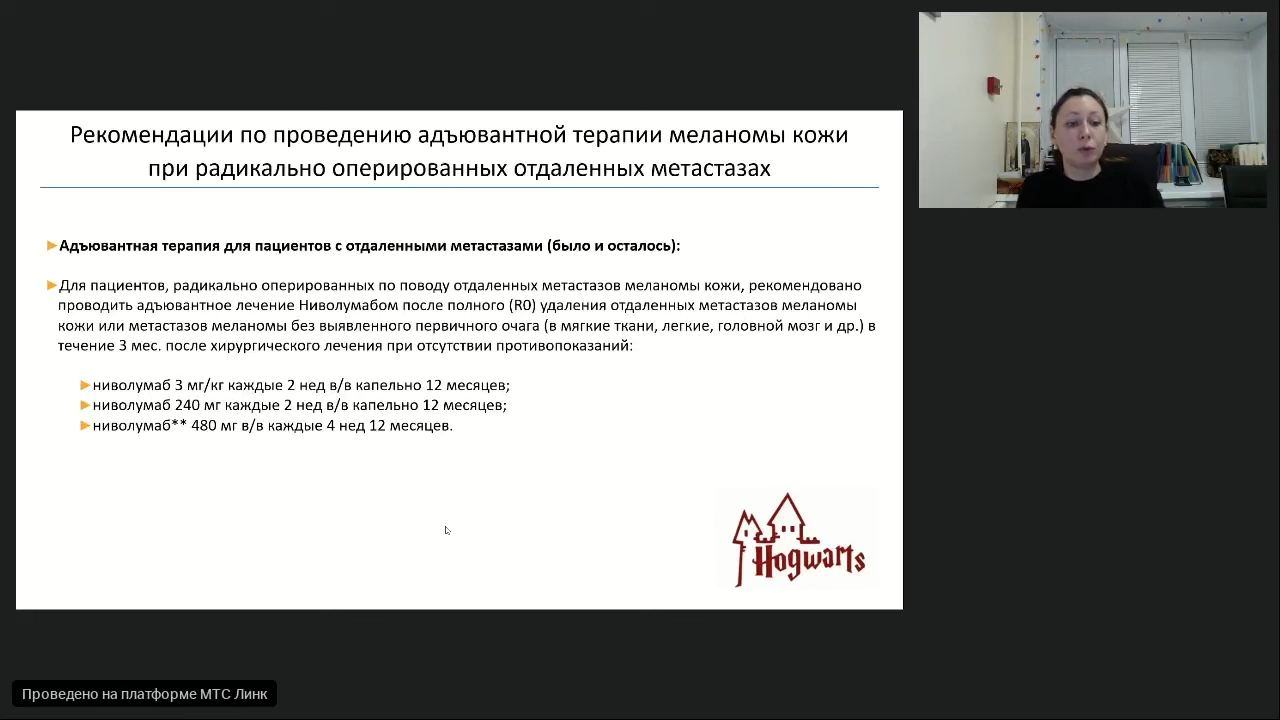 Рекомендации по проведению адъювантной терапии меланомы кожи
при радикально оперированных отдаленных метастазах
Адъювантная терапия для пациентов с отдаленными метастазами (было и осталось):
Для пациентов, радикально оперированных по поводу отдаленных метастазов меланомы кожи, рекомендовано
проводить адъювантное лечение Ниволумабом после полного (R0) удаления отдаленных метастазов меланомы
кожи или метастазов меланомы без выявленного первичного очага (в мягкие ткани, легкие, головной мозг и др.) в
течение 3 мес. после хирургического лечения при отсутствии противопоказаний:
ниволумаб 3 мг/кг каждые 2 нед в/в капельно 12 месяцев;
ниволумаб 240 мг каждые 2 нед в/в капельно 12 месяцев;
ниволумаб** 480 мг в/в каждые 4 нед 12 месяцев.
Hogwarts
Проведено на платформе МТС Линк